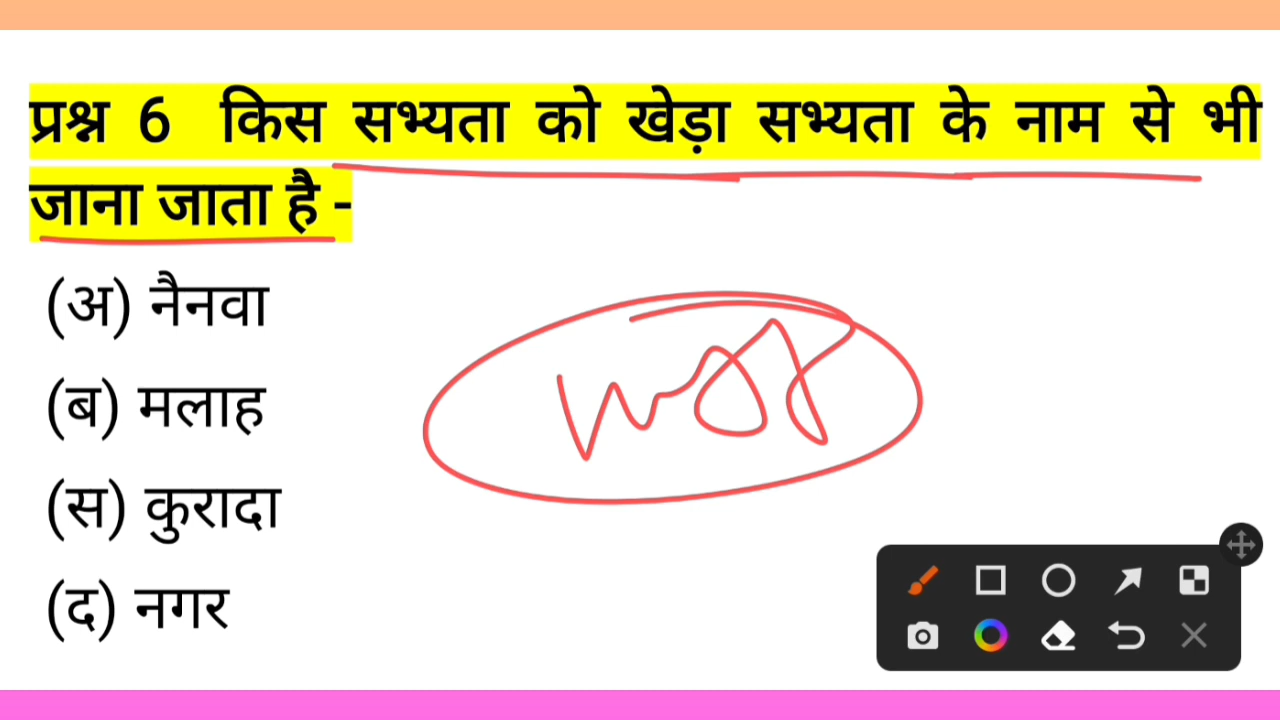 प्रश्न 6 किस सभ्यता को खेड़ा सभ्यता के नाम से भी
जाना जाता है -
(अ) नैनवा
(ब) मलाह
(स) कुरादा
(द) नगर